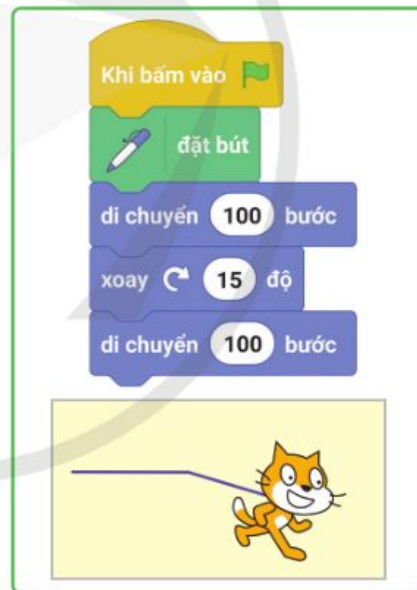 Khi bấm vào
đặt bút
di chuyển 100 bước
xoay 15 độ
di chuyển 100 bước